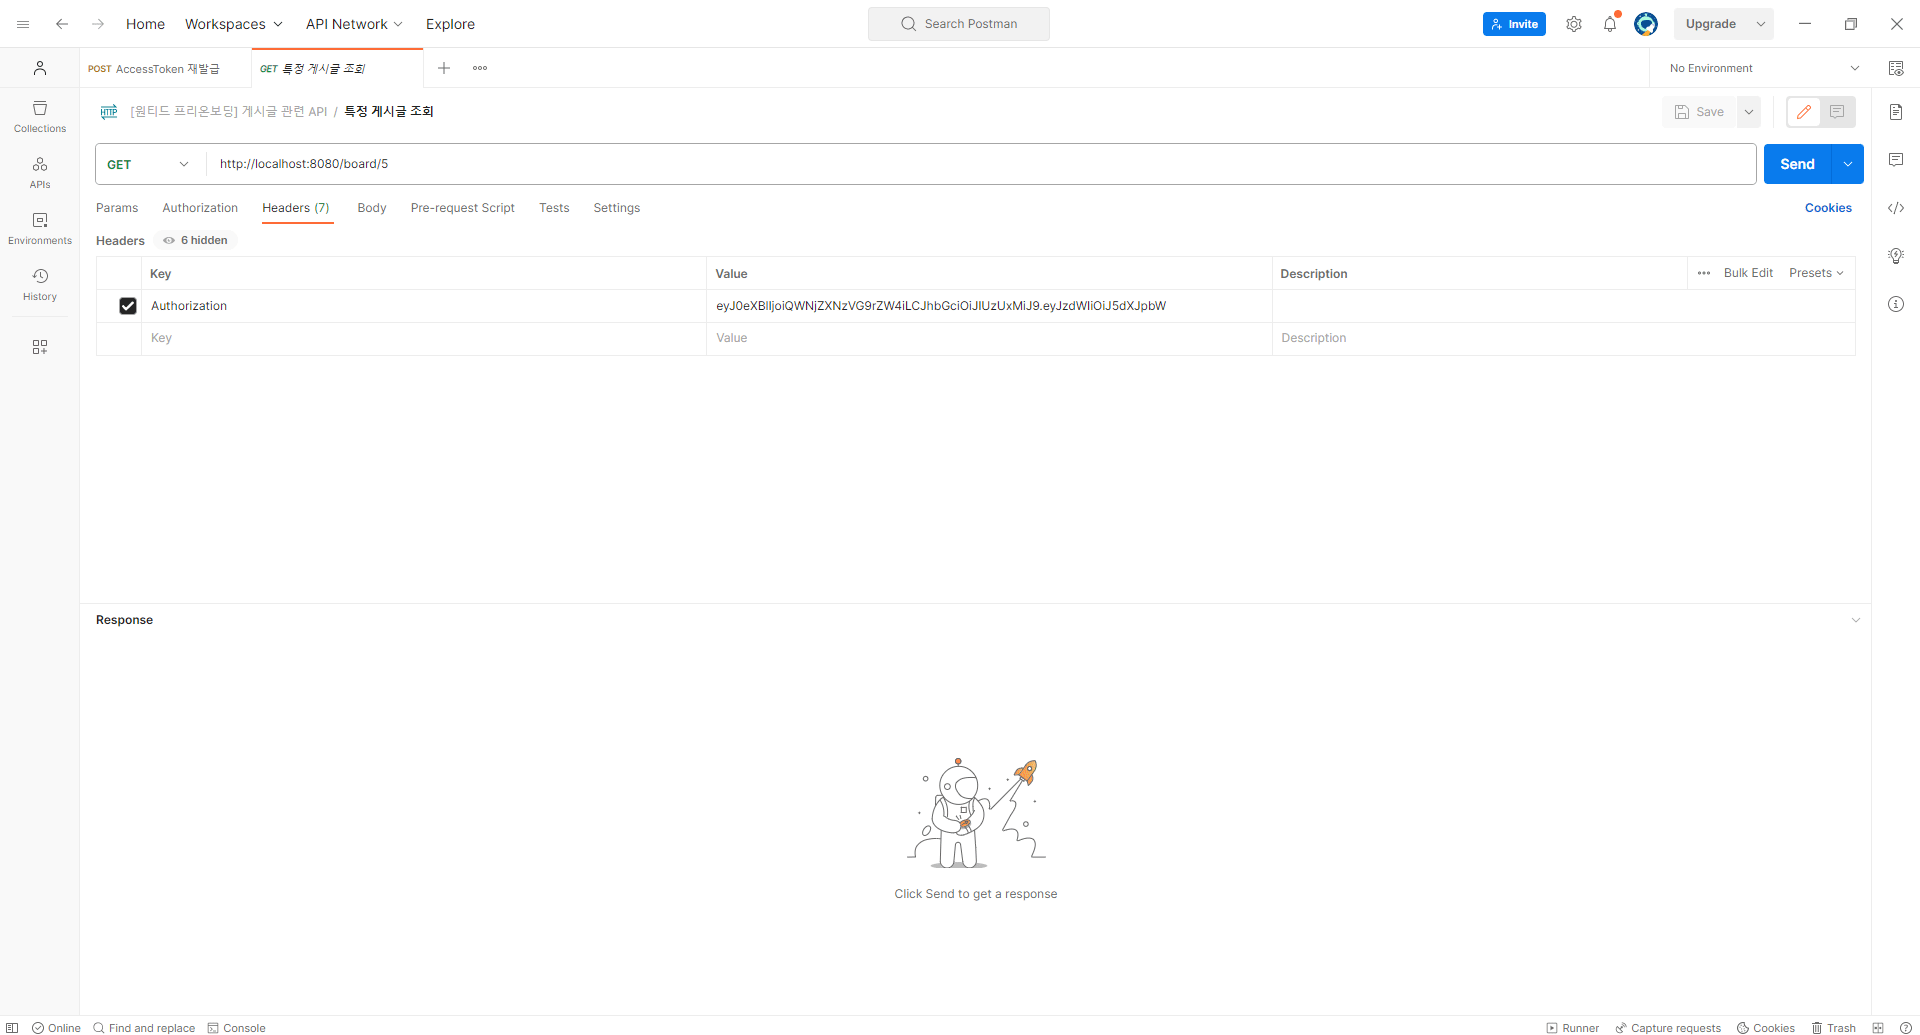 Home Workspaces API Network Explore Search Postman Invite Upgrade
POST AccessToken 재발급 GET 특정 게시글 조회 No Environment
[원티드 프리온보딩] 게시글 관련 API / 특정 게시글 조회 Save
Collections
GET http://localhost:8080/board/5 Send
APIs
Params Authorization Headers (7) Body Pre-request Script Tests Settings Cookies
Environments
Headers 6 hidden
Key Value Description Bulk Edit Presets
History
Authorization eyJ0eXBlIjoiQWNjZXNzVG9rZW4iLCJhbGciOiJIUzUxMiJ9.eyJzdWIiOiJ5dXJpbW
Key Value Description
Response
Click Send to get a response
Online Find and replace Console Runner Capture requests Cookies Trash